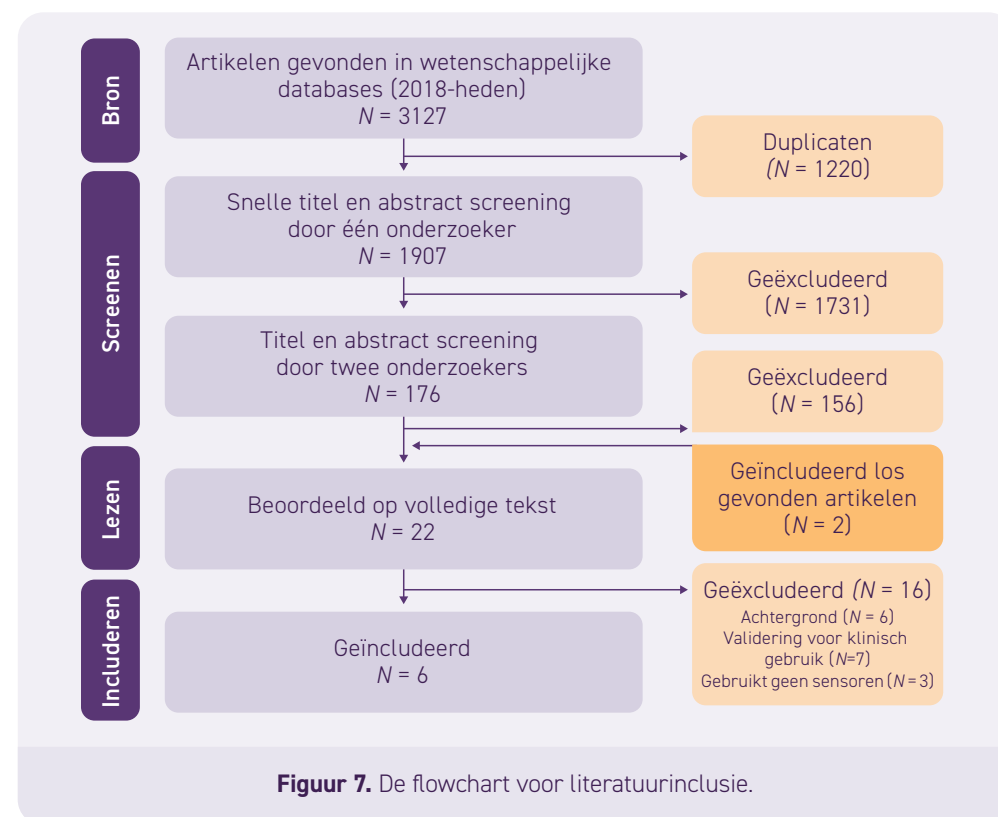 Bron
Artikelen gevonden in wetenschappelijke
databases (2018-heden)
N = 3127
Duplicaten
(N = 1220)
Screenen
Snelle titel en abstract screening
door één onderzoeker
N = 1907
Geëxcludeerd
(N = 1731)
Titel en abstract screening
door twee onderzoekers
N = 176
Geëxcludeerd
(N = 156)
Lezen
Geïncludeerd los
gevonden artikelen
(N = 2)
Beoordeeld op volledige tekst
N = 22
Includeren
Geëxcludeerd (N = 16)
Achtergrond (N = 6)
Validering voor klinisch
gebruik (N=7)
Gebruikt geen sensoren (N = 3)
Geïncludeerd
N = 6
Figuur 7. De flowchart voor literatuurinclusie.